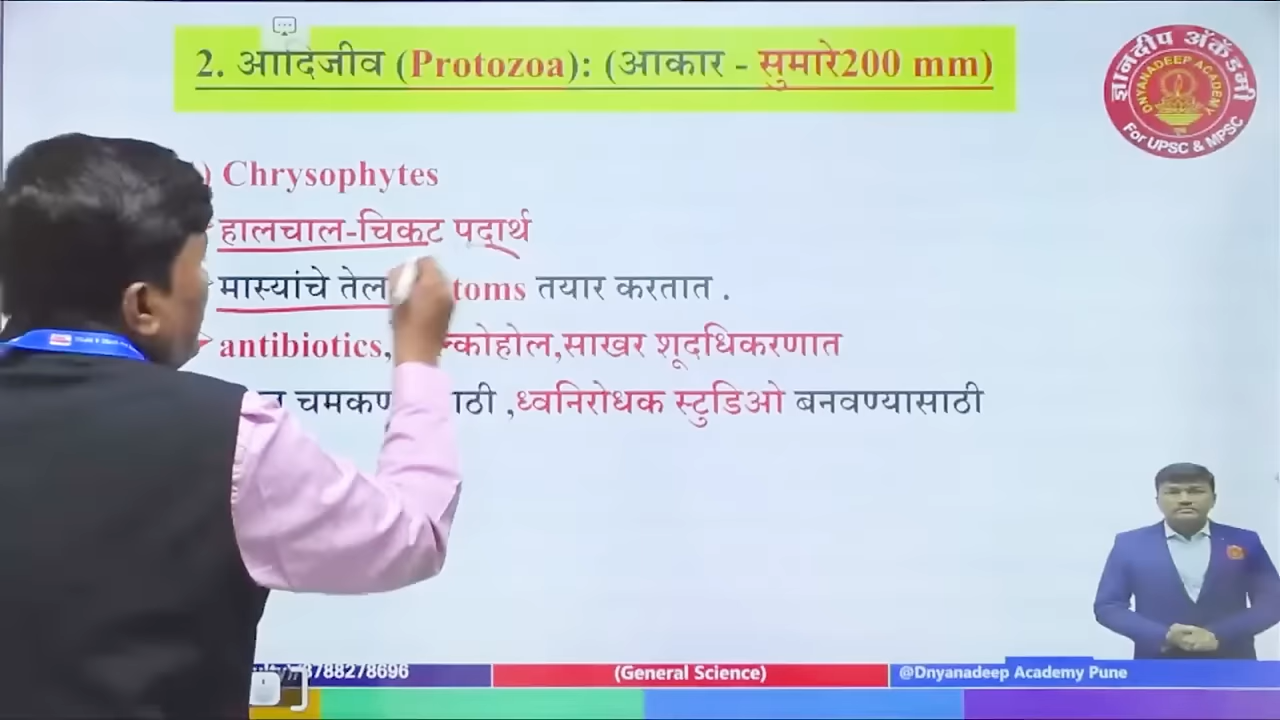 2. आदिजीव (Protozoa): (आकार - सुमारे200 mm)
ज्ञानदीप अॅकॅडमी
DNYANADEEP ACADEMY
For UPSC & MPSC
) Chrysophytes
हालचाल-चिकट पदार्थ
मास्यांचे तेल toms तयार करतात .
antibiotics, कोहोल,साखर शूदधिकरणात
चमकण ाठी ,ध्वनिरोधक स्टुडिओ बनवण्यासाठी
8788278696
(General Science)
@Dnyanadeep Academy Pune